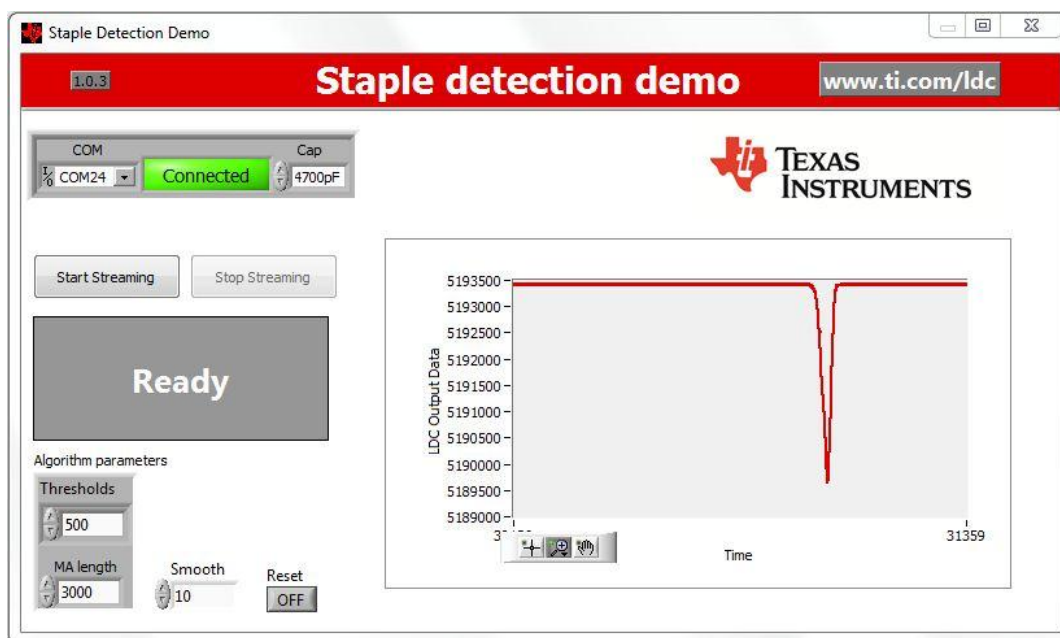 Staple Detection Demo
1.0.3
Staple detection demo
www.ti.com/ldc
COM
Cap
COM24
Connected
4700pF
TEXAS
INSTRUMENTS
Start Streaming
Stop Streaming
Ready
Algorithm parameters
Thresholds
500
MA length
3000
Smooth
10
Reset
OFF
LDC Output Data
5193500
5193000
5192500
5192000
5191500
5191000
5190500
5190000
5189500
5189000
31359
Time